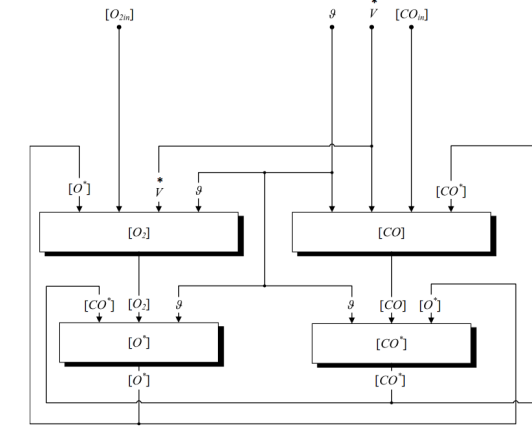 [O₂ᵢₙ] ϑ V* [COᵢₙ]
[O*] V* ϑ [CO*]
[O₂] [CO]
[CO*] [O₂] ϑ ϑ [CO] [O*]
[O*] [CO*]
[O*] [CO*]